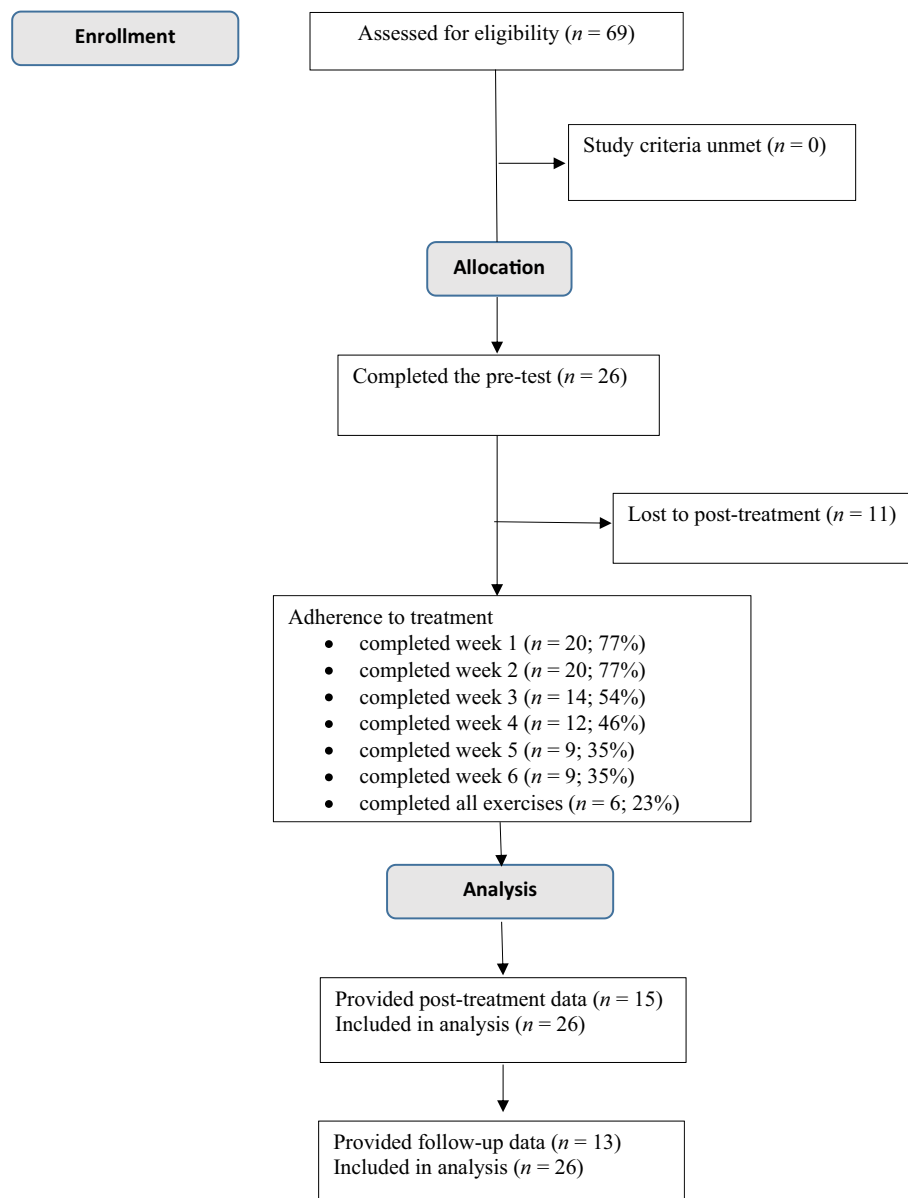 Enrollment
Assessed for eligibility (n = 69)
Study criteria unmet (n = 0)
Allocation
Completed the pre-test (n = 26)
Lost to post-treatment (n = 11)
Adherence to treatment
• completed week 1 (n = 20; 77%)
• completed week 2 (n = 20; 77%)
• completed week 3 (n = 14; 54%)
• completed week 4 (n = 12; 46%)
• completed week 5 (n = 9; 35%)
• completed week 6 (n = 9; 35%)
• completed all exercises (n = 6; 23%)
Analysis
Provided post-treatment data (n = 15)
Included in analysis (n = 26)
Provided follow-up data (n = 13)
Included in analysis (n = 26)